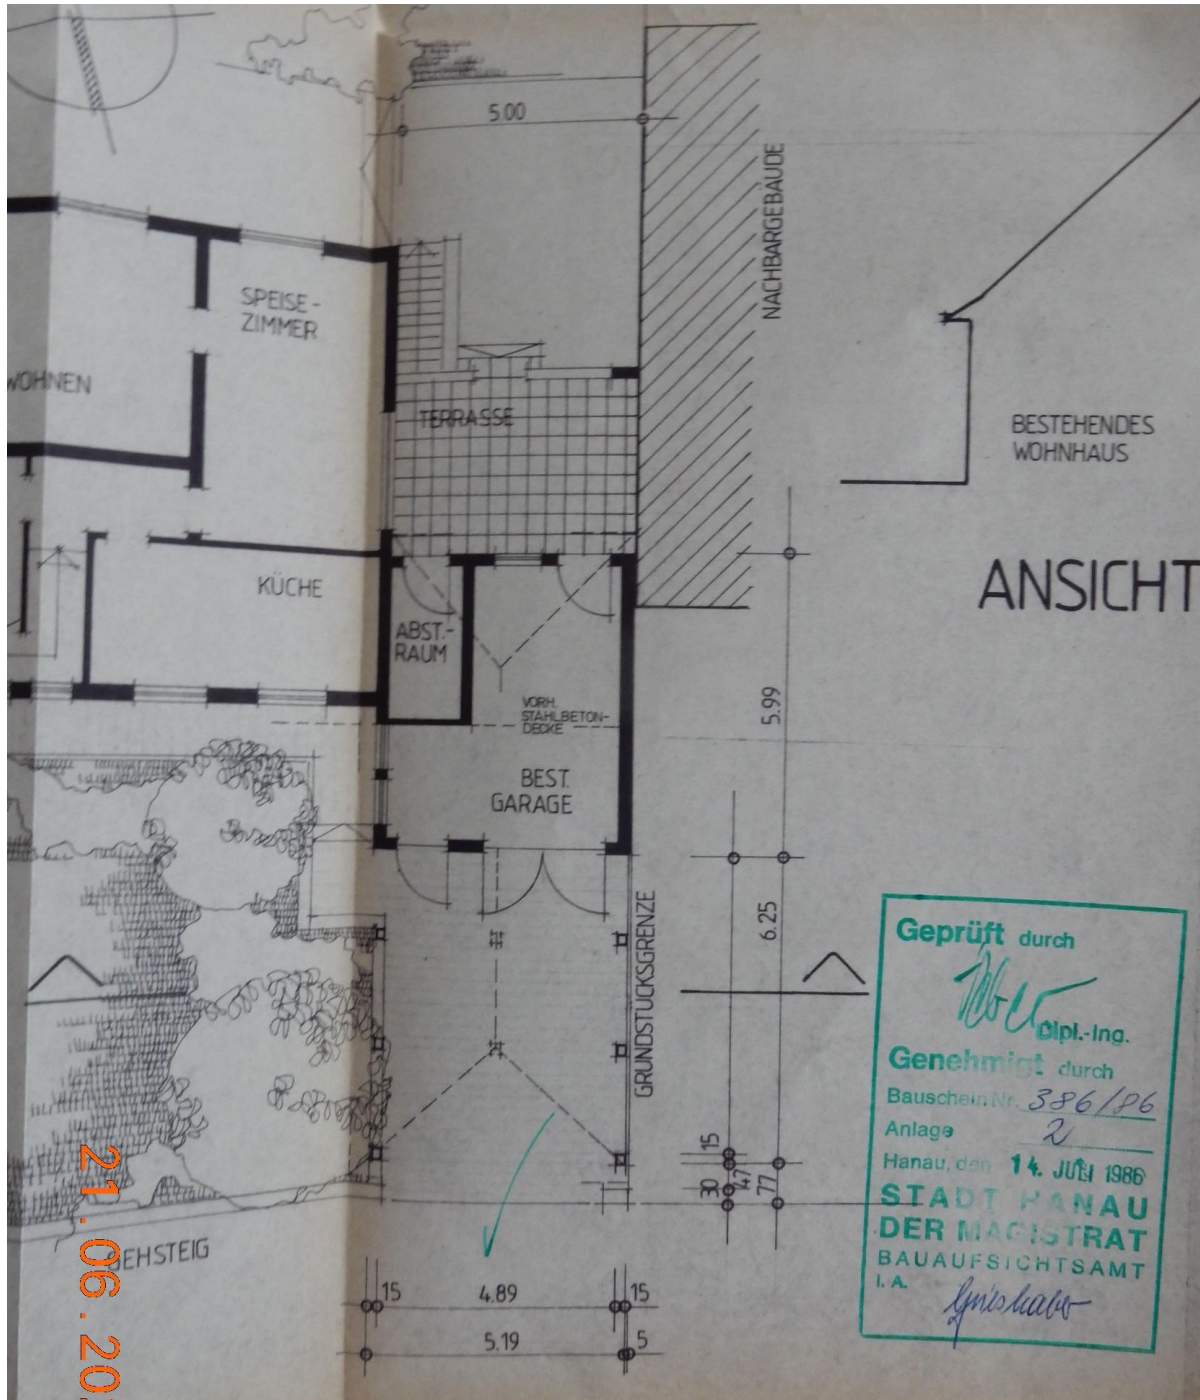 5.00
NACHBARGEBÄUDE
SPEISE-
ZIMMER
WOHNEN
TERRASSE
BESTEHENDES
WOHNHAUS
ANSICHT
KÜCHE
ABST.-
RAUM
VORH.
STAHLBETON-
DECKE
5.99
BEST.
GARAGE
GRUNDSTÜCKSGRENZE
6.25
15
47
30
77
GEHSTEIG
15
4.89
15
5.19
5
Geprüft durch
Dipl.-Ing.
Genehmigt durch
Bauschein Nr. 386/86
Anlage 2
Hanau, den 14. JULI 1986
STADT HANAU
DER MAGISTRAT
BAUAUFSICHTSAMT
I. A.
21.06.20.